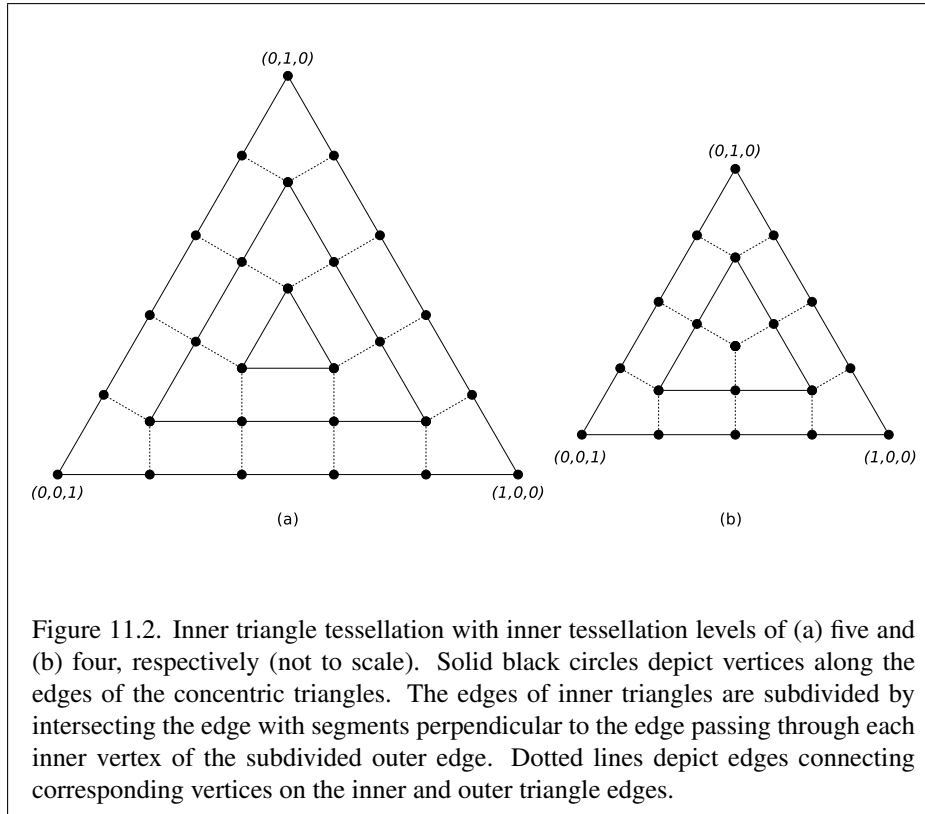 (0,1,0)
(0,1,0)
(0,0,1)
(1,0,0)
(0,0,1)
(1,0,0)
(a)
(b)
Figure 11.2. Inner triangle tessellation with inner tessellation levels of (a) five and
(b) four, respectively (not to scale). Solid black circles depict vertices along the
edges of the concentric triangles. The edges of inner triangles are subdivided by
intersecting the edge with segments perpendicular to the edge passing through each
inner vertex of the subdivided outer edge. Dotted lines depict edges connecting
corresponding vertices on the inner and outer triangle edges.